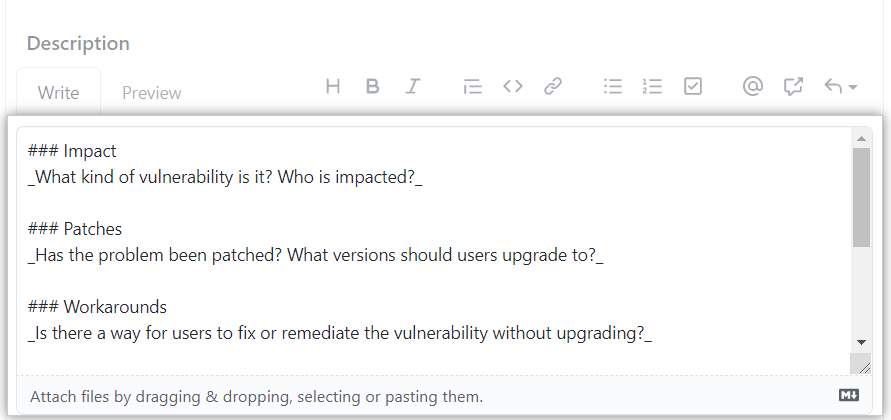 Description
Write Preview
### Impact
_What kind of vulnerability is it? Who is impacted?_
### Patches
_Has the problem been patched? What versions should users upgrade to?_
### Workarounds
_Is there a way for users to fix or remediate the vulnerability without upgrading?_
Attach files by dragging & dropping, selecting or pasting them.